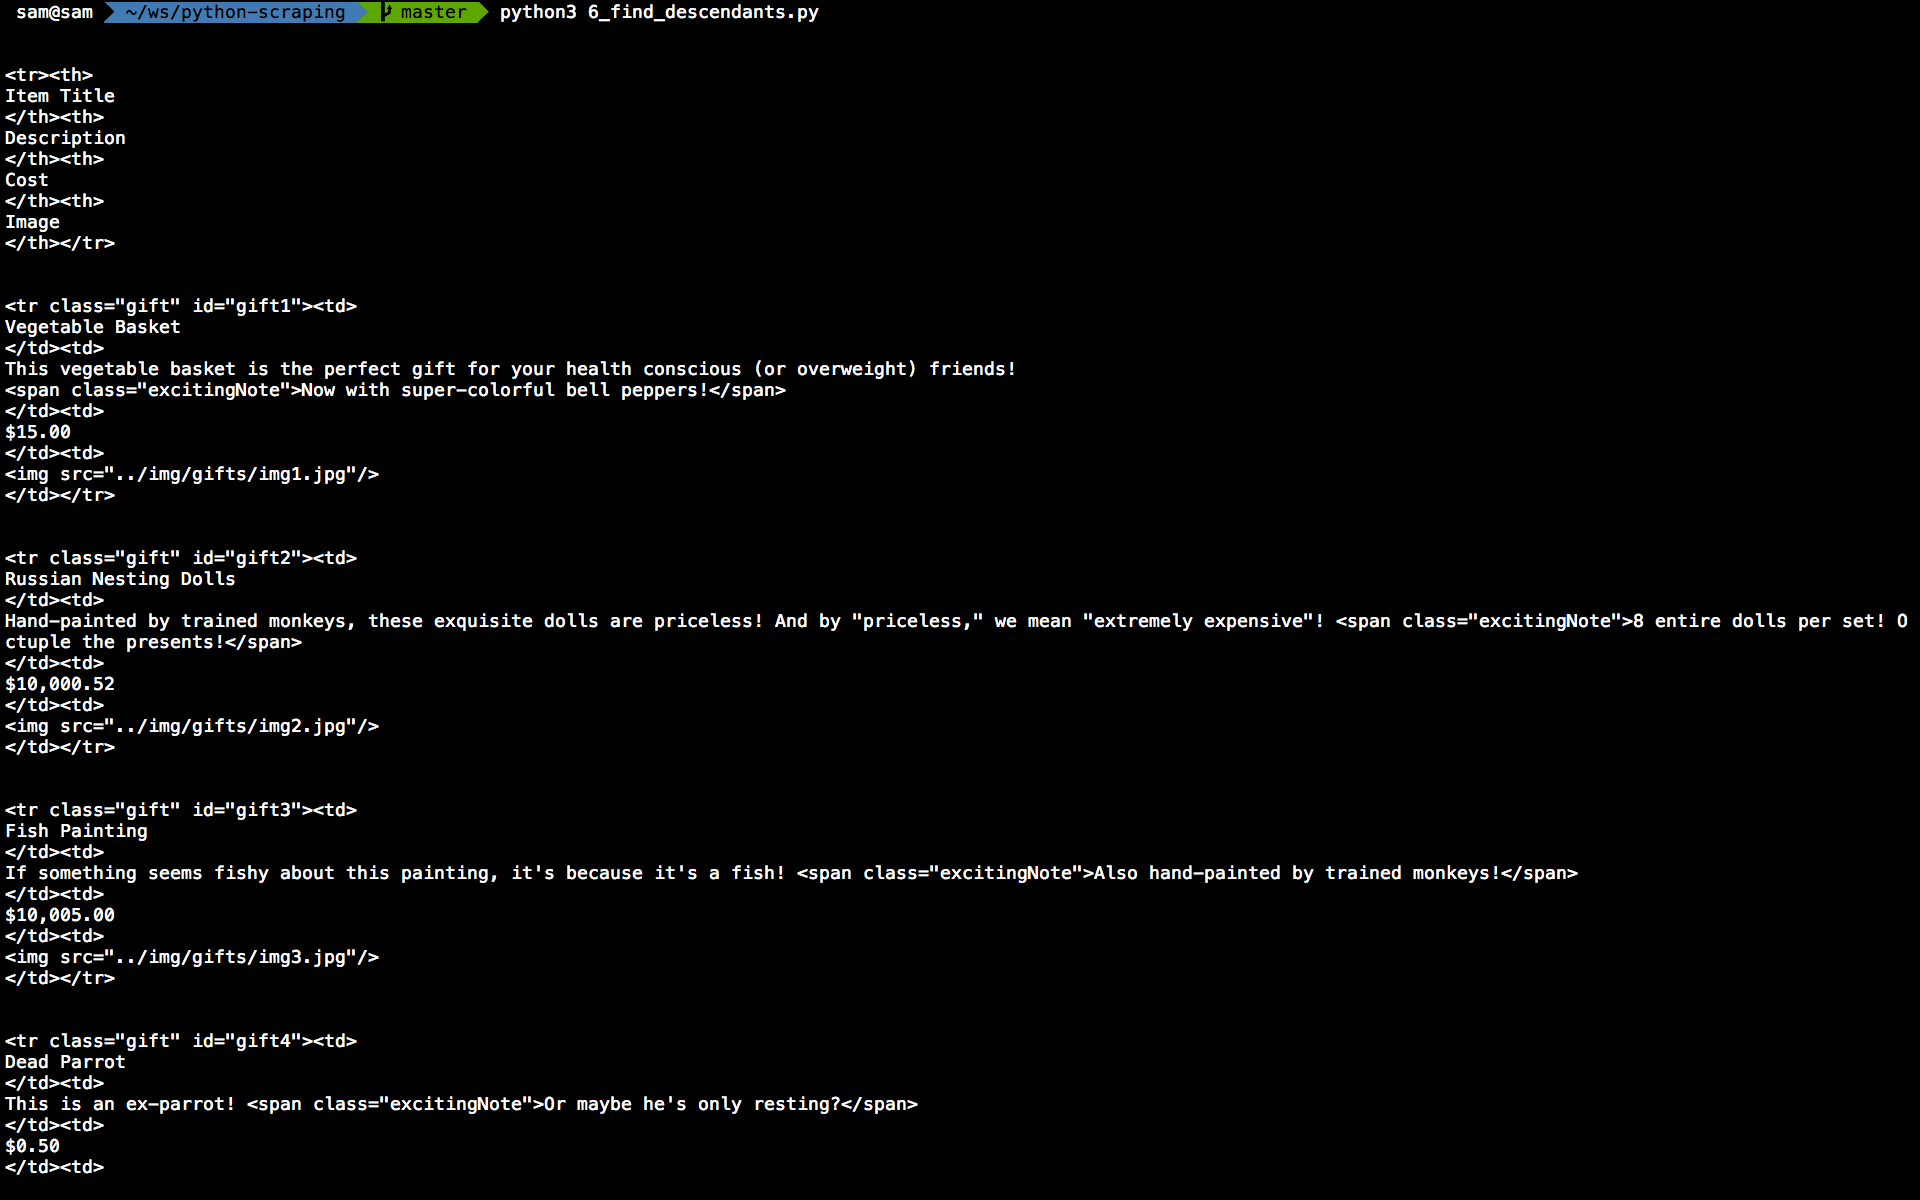 sam@sam ~/ws/python-scraping master python3 6_find_descendants.py
<tr><th>
Item Title
</th><th>
Description
</th><th>
Cost
</th><th>
Image
</th></tr>
<tr class="gift" id="gift1"><td>
Vegetable Basket
</td><td>
This vegetable basket is the perfect gift for your health conscious (or overweight) friends!
<span class="excitingNote">Now with super-colorful bell peppers!</span>
</td><td>
$15.00
</td><td>
<img src="../img/gifts/img1.jpg"/>
</td></tr>
<tr class="gift" id="gift2"><td>
Russian Nesting Dolls
</td><td>
Hand-painted by trained monkeys, these exquisite dolls are priceless! And by "priceless," we mean "extremely expensive"! <span class="excitingNote">8 entire dolls per set! O
ctuple the presents!</span>
</td><td>
$10,000.52
</td><td>
<img src="../img/gifts/img2.jpg"/>
</td></tr>
<tr class="gift" id="gift3"><td>
Fish Painting
</td><td>
If something seems fishy about this painting, it's because it's a fish! <span class="excitingNote">Also hand-painted by trained monkeys!</span>
</td><td>
$10,005.00
</td><td>
<img src="../img/gifts/img3.jpg"/>
</td></tr>
<tr class="gift" id="gift4"><td>
Dead Parrot
</td><td>
This is an ex-parrot! <span class="excitingNote">Or maybe he's only resting?</span>
</td><td>
$0.50
</td><td>